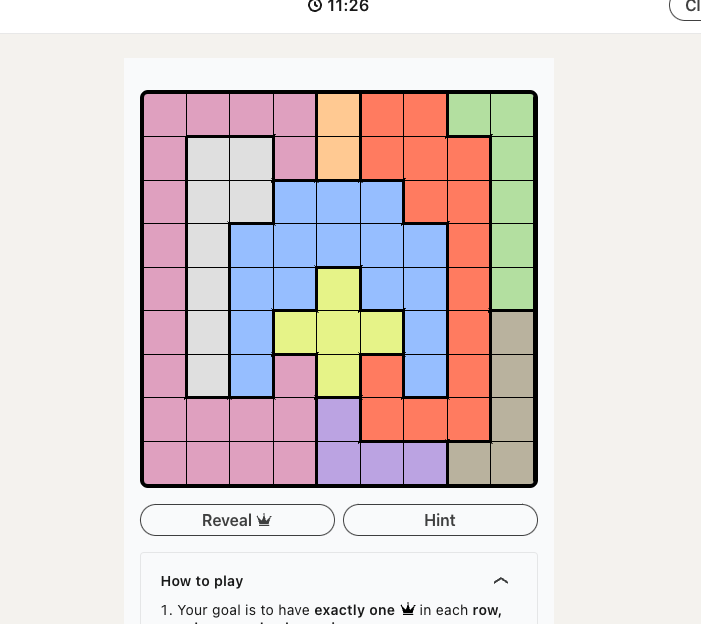 11:26
Cl
Reveal
Hint
How to play
1. Your goal is to have exactly one in each row,